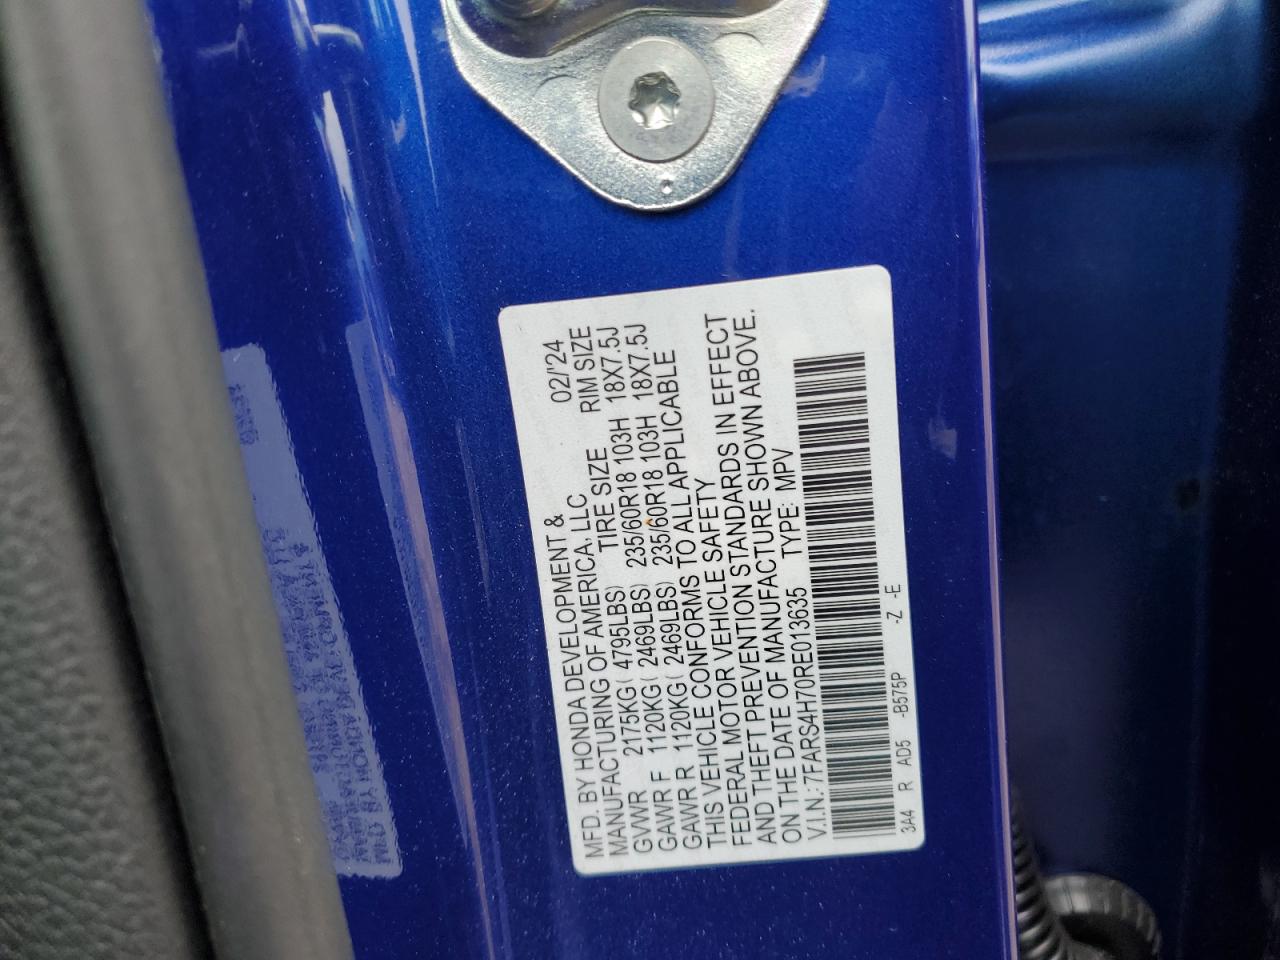 MFD. BY HONDA DEVELOPMENT &
MANUFACTURING OF AMERICA, LLC 02/'24
GVWR 2175KG( 4795LBS) TIRE SIZE RIM SIZE
GAWR F 1120KG( 2469LBS) 235/60R18 103H 18X7.5J
GAWR R 1120KG( 2469LBS) 235/60R18 103H 18X7.5J
THIS VEHICLE CONFORMS TO ALL APPLICABLE
FEDERAL MOTOR VEHICLE SAFETY
AND THEFT PREVENTION STANDARDS IN EFFECT
ON THE DATE OF MANUFACTURE SHOWN ABOVE.
V.I.N.: 7FARS4H70RE013635 TYPE: MPV
3A4 R AD5 -B575P -Z -E